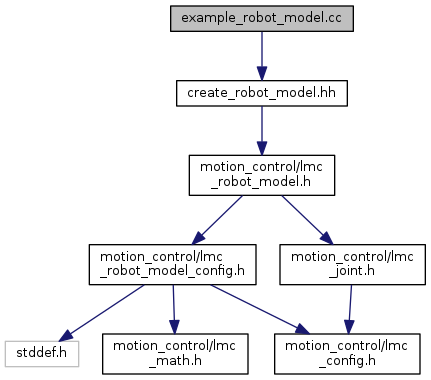 example_robot_model.cc
create_robot_model.hh
motion_control/lmc
_robot_model.h
motion_control/lmc
_robot_model_config.h
motion_control/lmc
_joint.h
stddef.h
motion_control/lmc
_math.h
motion_control/lmc
_config.h